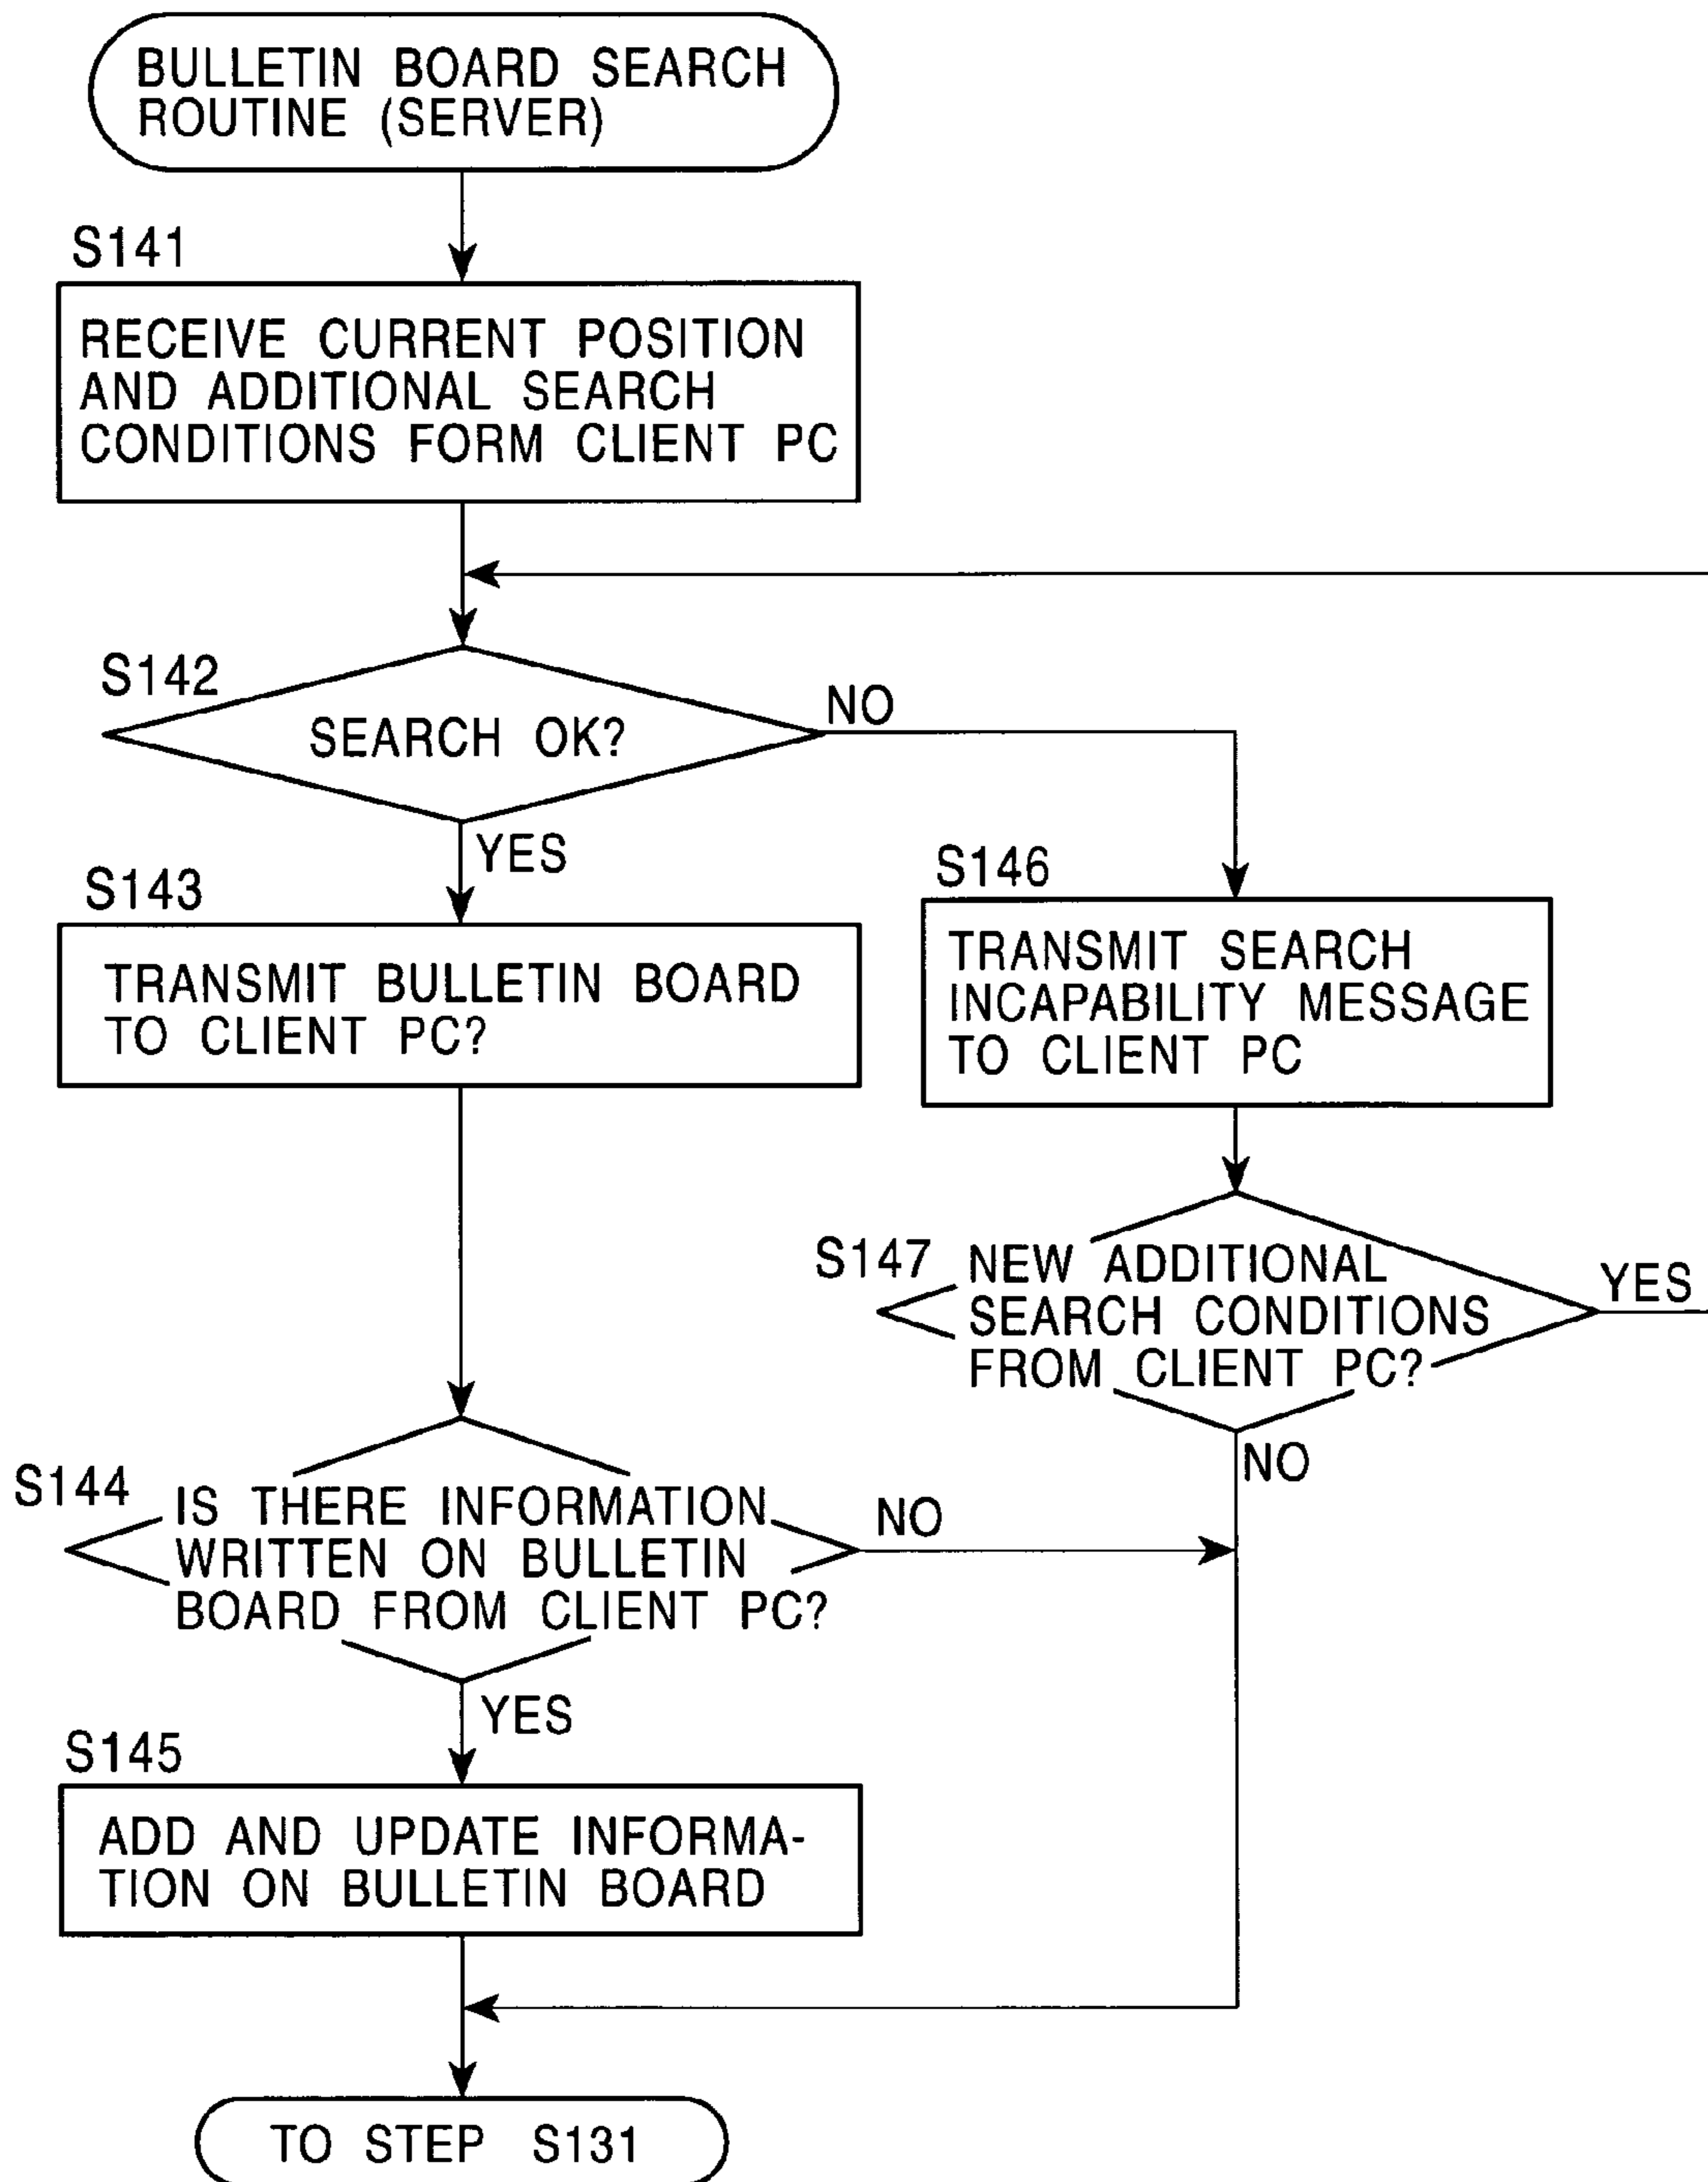 BULLETIN BOARD SEARCH
ROUTINE (SERVER)
S141
RECEIVE CURRENT POSITION
AND ADDITIONAL SEARCH
CONDITIONS FORM CLIENT PC
S142
SEARCH OK?
NO
YES
S143
TRANSMIT BULLETIN BOARD
TO CLIENT PC?
S146
TRANSMIT SEARCH
INCAPABILITY MESSAGE
TO CLIENT PC
S147
NEW ADDITIONAL
SEARCH CONDITIONS
FROM CLIENT PC?
YES
NO
S144
IS THERE INFORMATION
WRITTEN ON BULLETIN
BOARD FROM CLIENT PC?
NO
YES
S145
ADD AND UPDATE INFORMA-
TION ON BULLETIN BOARD
TO STEP S131